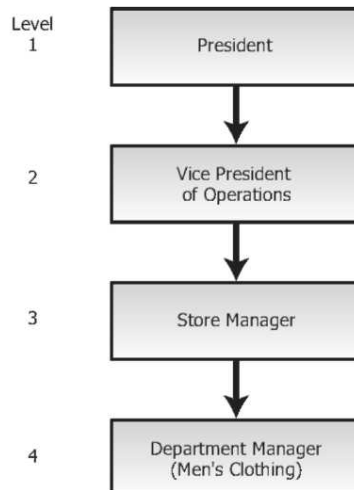 Level
1
President
2
Vice President
of Operations
3
Store Manager
4
Department Manager
(Men's Clothing)